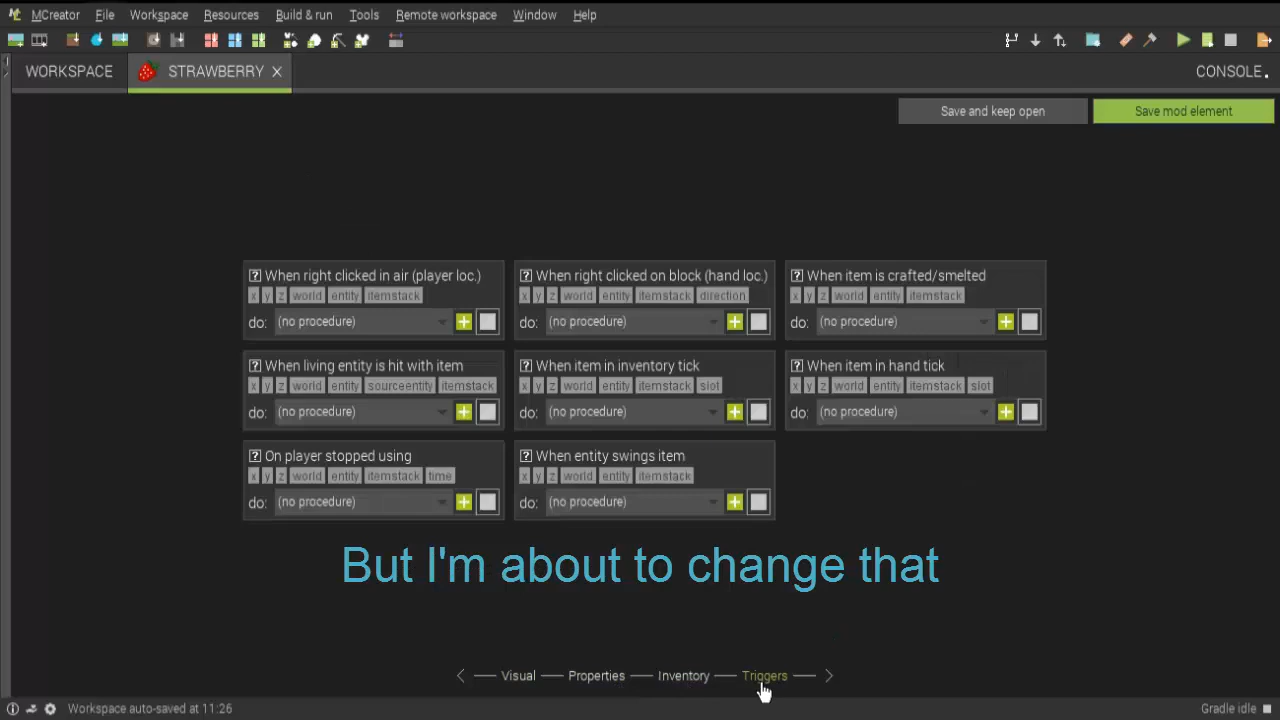 MCreator File Workspace Resources Build & run Tools Remote workspace Window Help
WORKSPACE STRAWBERRY CONSOLE
Save and keep open Save mod element
When right clicked in air (player loc.) When right clicked on block (hand loc.) When item is crafted/smelted
x y z world entity itemstack x y z world entity itemstack direction x y z world entity itemstack
do: (no procedure) do: (no procedure) do: (no procedure)
When living entity is hit with item When item in inventory tick When item in hand tick
x y z world entity sourceentity itemstack x y z world entity itemstack slot x y z world entity itemstack slot
do: (no procedure) do: (no procedure) do: (no procedure)
On player stopped using When entity swings item
x y z world entity itemstack time x y z world entity itemstack
do: (no procedure) do: (no procedure)
But I'm about to change that
Visual Properties Inventory Triggers
Workspace auto-saved at 11:26 Gradle idle